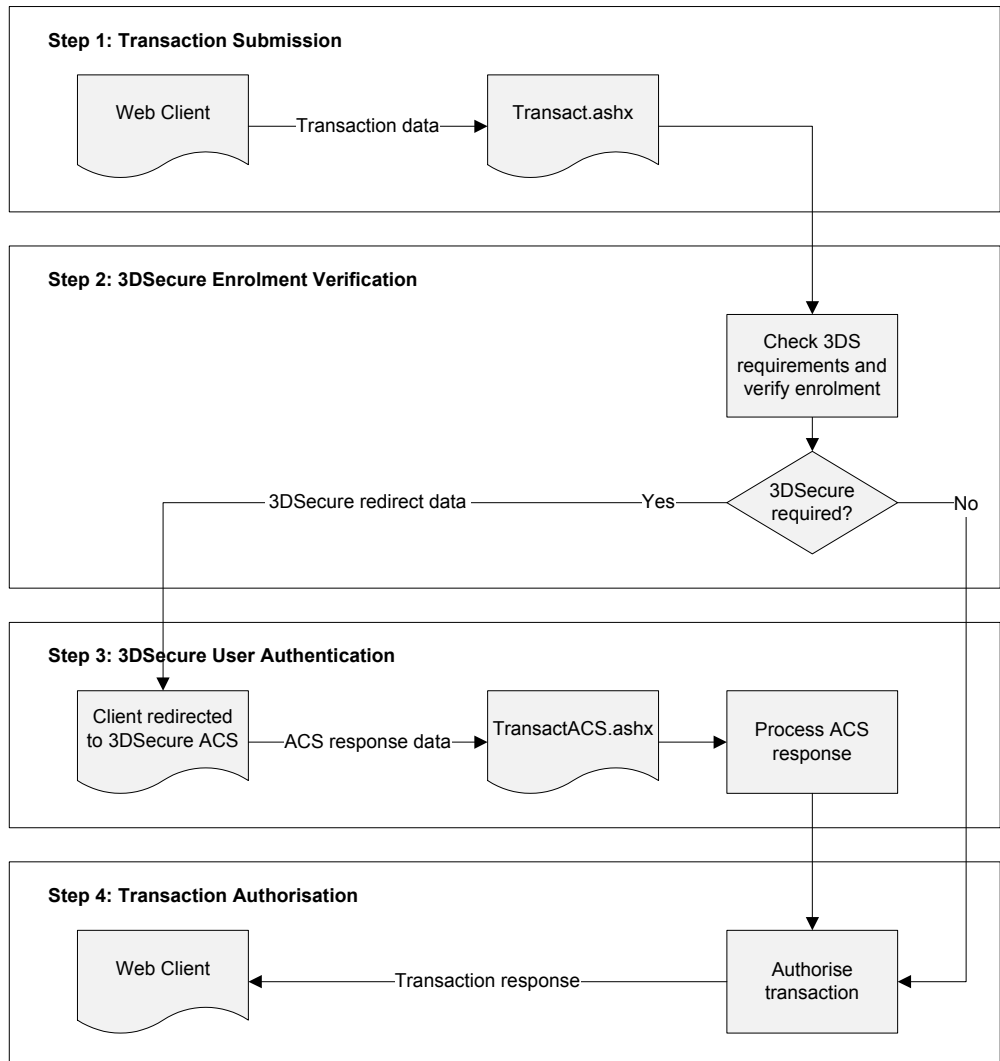 Step 1: Transaction Submission
Web Client
Transaction data
Transact.ashx
Step 2: 3DSecure Enrolment Verification
Check 3DS
requirements and
verify enrolment
3DSecure
required?
Yes
No
3DSecure redirect data
Step 3: 3DSecure User Authentication
Client redirected
to 3DSecure ACS
ACS response data
TransactACS.ashx
Process ACS
response
Step 4: Transaction Authorisation
Web Client
Transaction response
Authorise
transaction